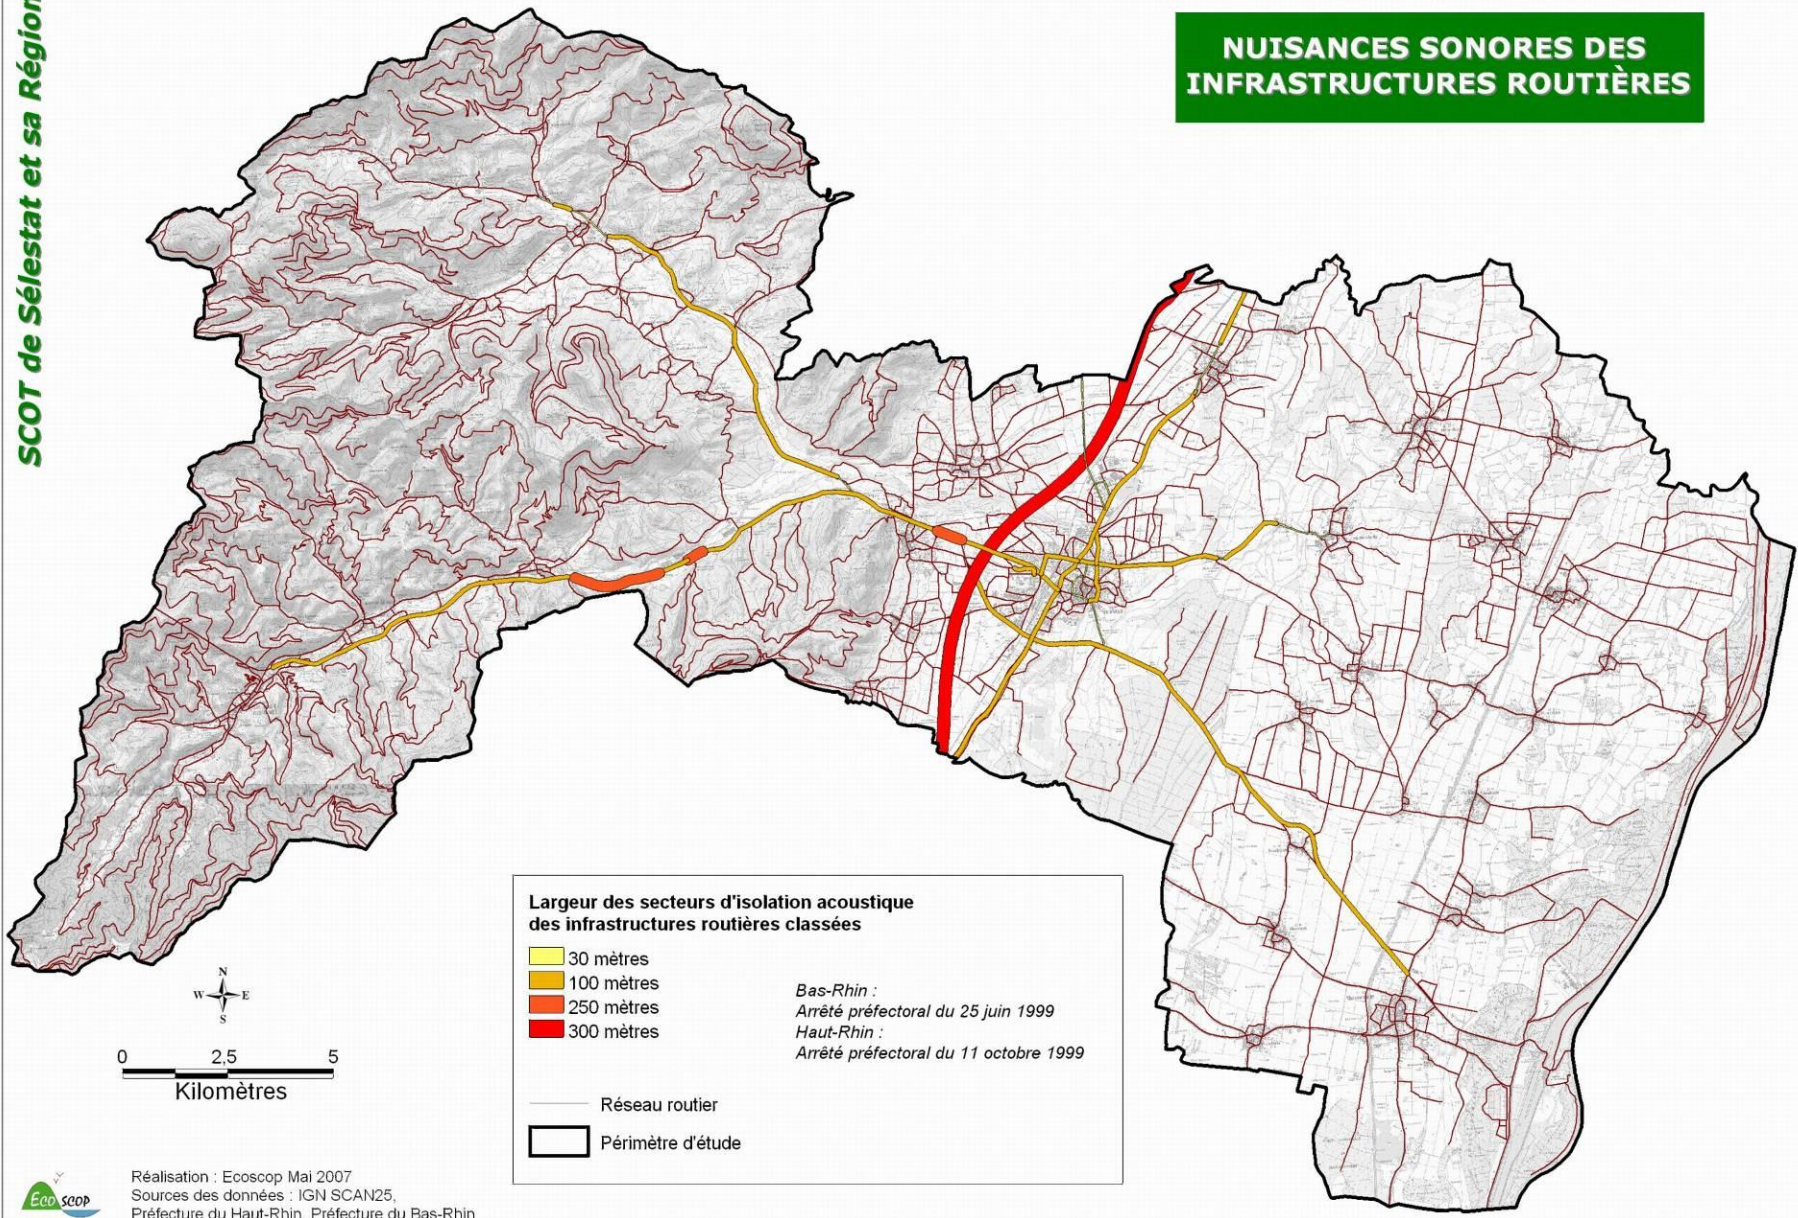 SCOT de Sélestat et sa Région
NUISANCES SONORES DES
INFRASTRUCTURES ROUTIÈRES
Largeur des secteurs d'isolation acoustique
des infrastructures routières classées
30 mètres
100 mètres
250 mètres
300 mètres
Bas-Rhin :
Arrêté préfectoral du 25 juin 1999
Haut-Rhin :
Arrêté préfectoral du 11 octobre 1999
Réseau routier
Périmètre d'étude
N
W E
S
0 2,5 5
Kilomètres
ECO SCOP
Réalisation : Ecoscop Mai 2007
Sources des données : IGN SCAN25,
Préfecture du Haut-Rhin, Préfecture du Bas-Rhin